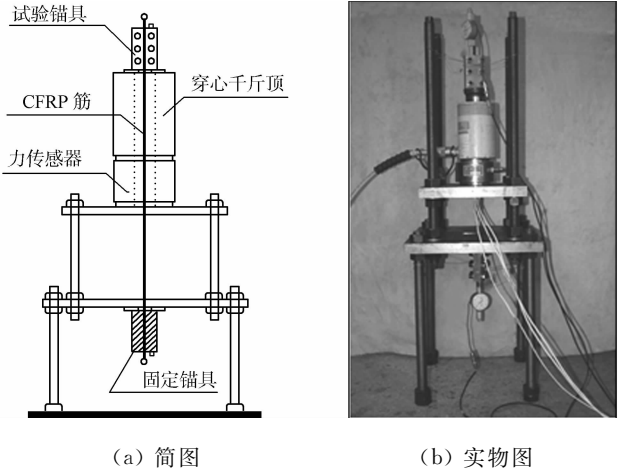 试验锚具
穿心千斤顶
CFRP 筋
力传感器
固定锚具
(a) 简图
(b) 实物图